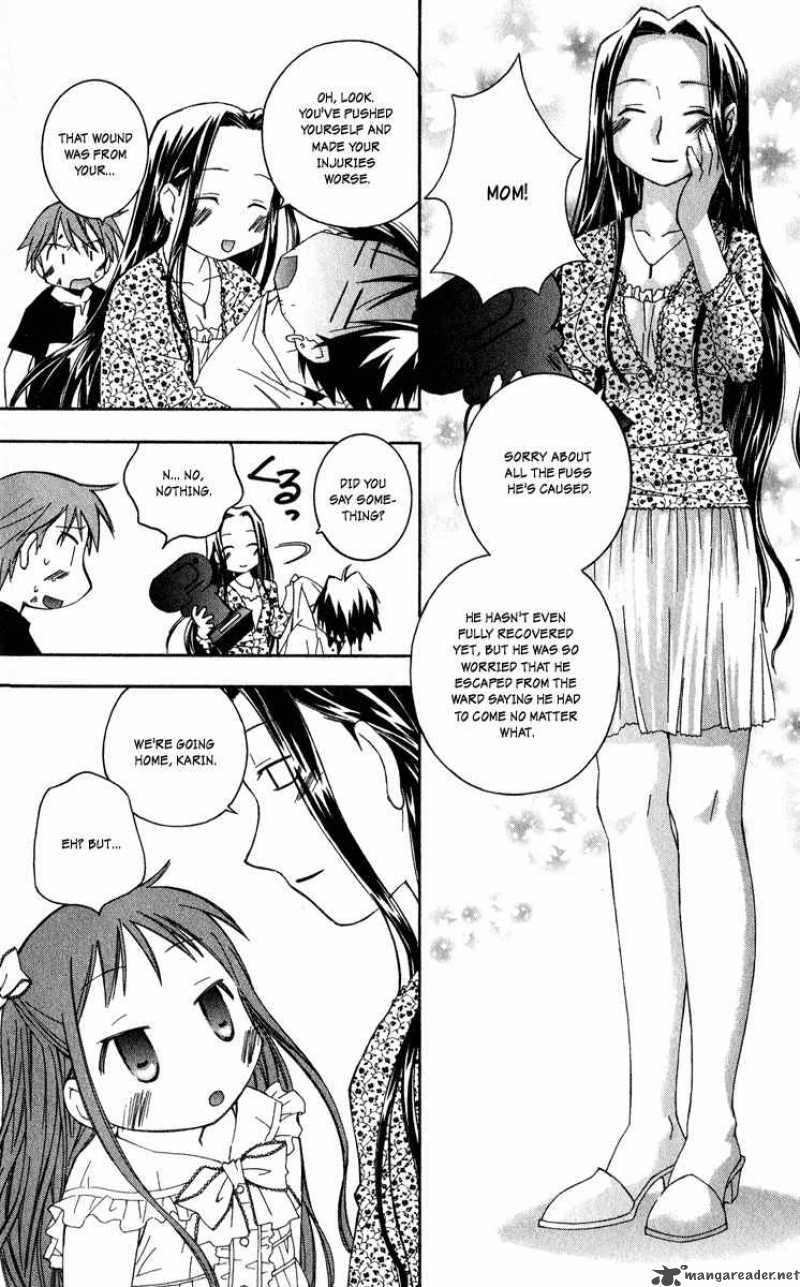 MOM!
SORRY ABOUT
ALL THE FUSS
HE'S CAUSED.
HE HASN'T EVEN
FULLY RECOVERED
YET, BUT HE WAS SO
WORRIED THAT HE
ESCAPED FROM THE
WARD SAYING HE HAD
TO COME NO MATTER
WHAT.
OH, LOOK.
YOU'VE PUSHED
YOURSELF AND
MADE YOUR
INJURIES
WORSE.
THAT WOUND
WAS FROM
YOUR...
DID YOU
SAY SOME-
THING?
くるっ
N... NO,
NOTHING.
WE'RE GOING
HOME, KARIN.
EH? BUT...
mangareader.net